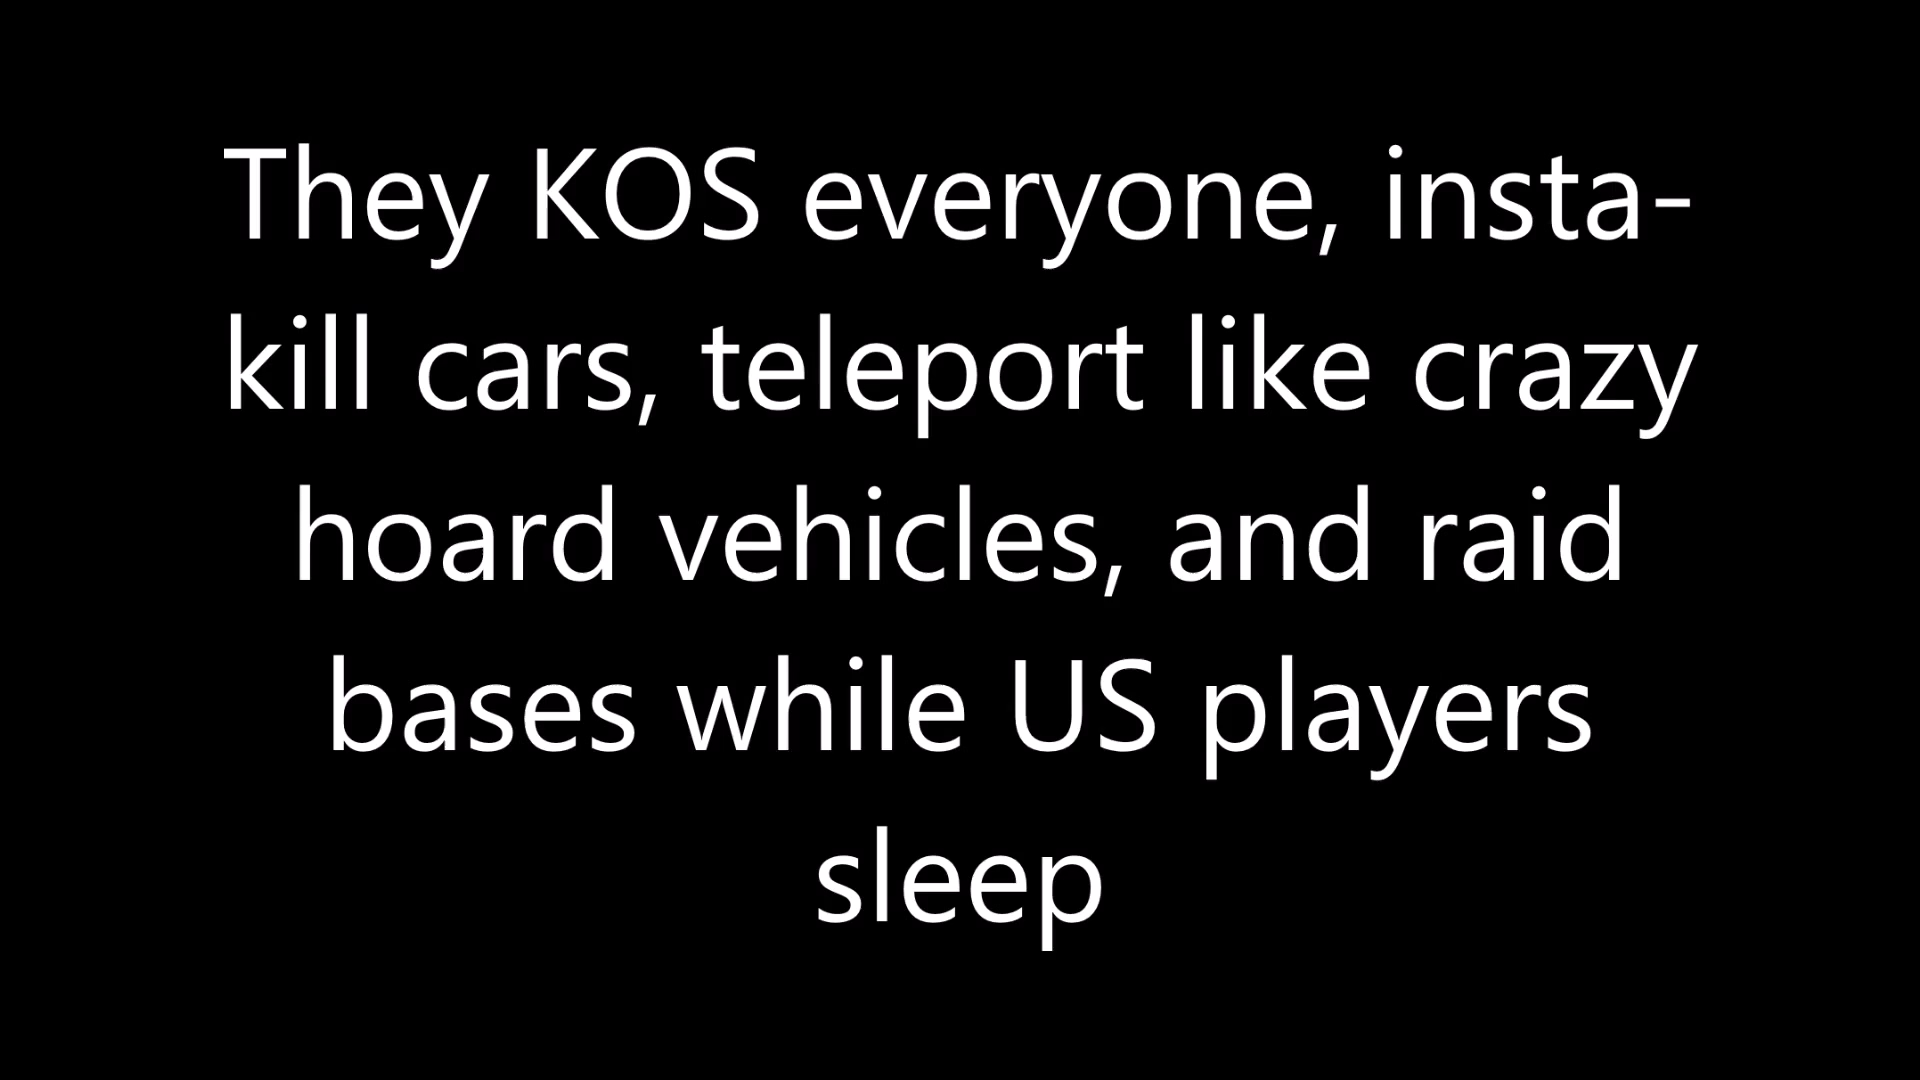 They KOS everyone, insta-
kill cars, teleport like crazy
hoard vehicles, and raid
bases while US players
sleep